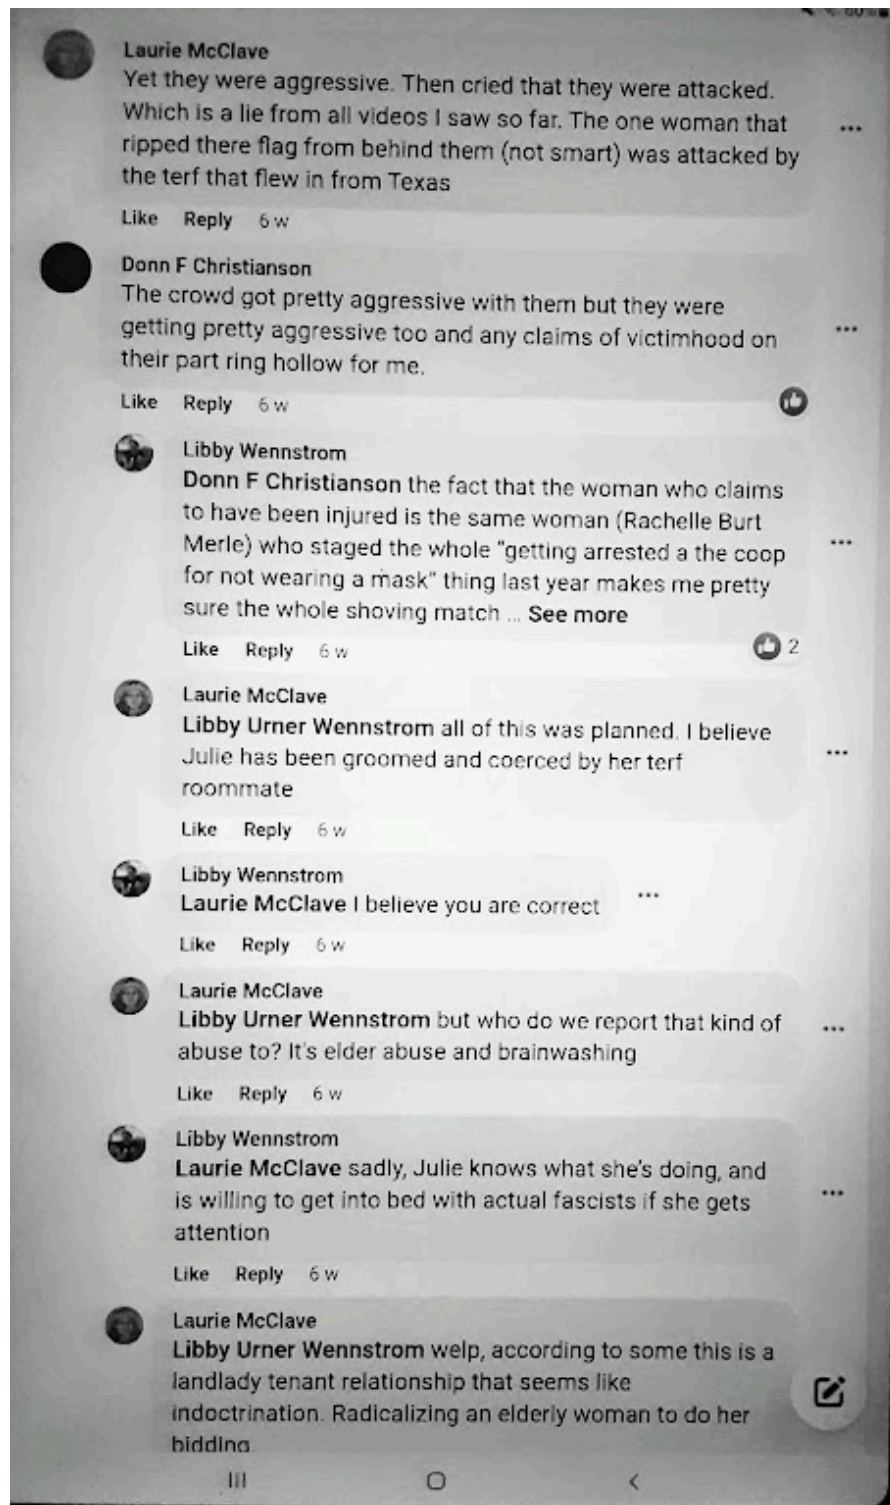 60%
Laurie McClave
Yet they were aggressive. Then cried that they were attacked.
Which is a lie from all videos I saw so far. The one woman that
ripped there flag from behind them (not smart) was attacked by
the terf that flew in from Texas
Like Reply 6 w
Donn F Christianson
The crowd got pretty aggressive with them but they were
getting pretty aggressive too and any claims of victimhood on
their part ring hollow for me.
Like Reply 6 w
Libby Wennstrom
Donn F Christianson the fact that the woman who claims
to have been injured is the same woman (Rachelle Burt
Merle) who staged the whole "getting arrested a the coop
for not wearing a mask" thing last year makes me pretty
sure the whole shoving match ... See more
Like Reply 6 w 2
Laurie McClave
Libby Urner Wennstrom all of this was planned. I believe
Julie has been groomed and coerced by her terf
roommate
Like Reply 6 w
Libby Wennstrom
Laurie McClave I believe you are correct
Like Reply 6 w
Laurie McClave
Libby Urner Wennstrom but who do we report that kind of
abuse to? It's elder abuse and brainwashing
Like Reply 6 w
Libby Wennstrom
Laurie McClave sadly, Julie knows what she's doing, and
is willing to get into bed with actual fascists if she gets
attention
Like Reply 6 w
Laurie McClave
Libby Urner Wennstrom welp, according to some this is a
landlady tenant relationship that seems like
indoctrination. Radicalizing an elderly woman to do her
bidding